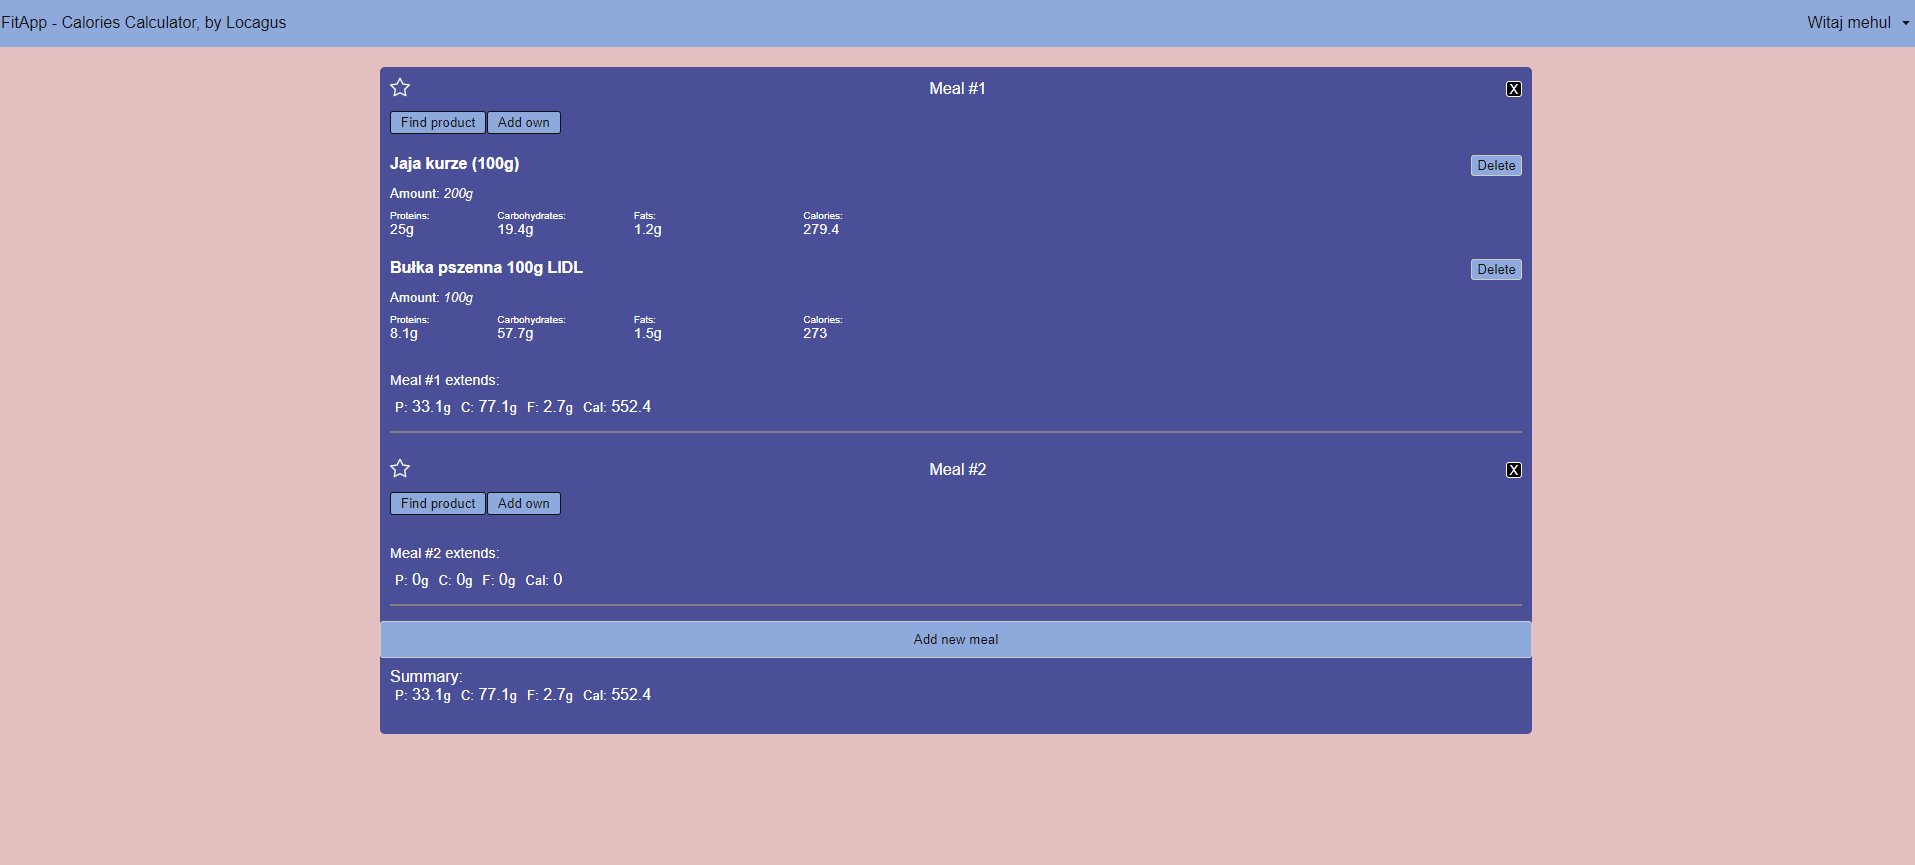 FitApp - Calories Calculator, by Locagus
Witaj mehul
Meal #1
X
Find product Add own
Jaja kurze (100g)
Delete
Amount: 200g
Proteins: Carbohydrates: Fats: Calories:
25g 19.4g 1.2g 279.4
Bułka pszenna 100g LIDL
Delete
Amount: 100g
Proteins: Carbohydrates: Fats: Calories:
8.1g 57.7g 1.5g 273
Meal #1 extends:
P: 33.1g C: 77.1g F: 2.7g Cal: 552.4
Meal #2
X
Find product Add own
Meal #2 extends:
P: 0g C: 0g F: 0g Cal: 0
Add new meal
Summary:
P: 33.1g C: 77.1g F: 2.7g Cal: 552.4